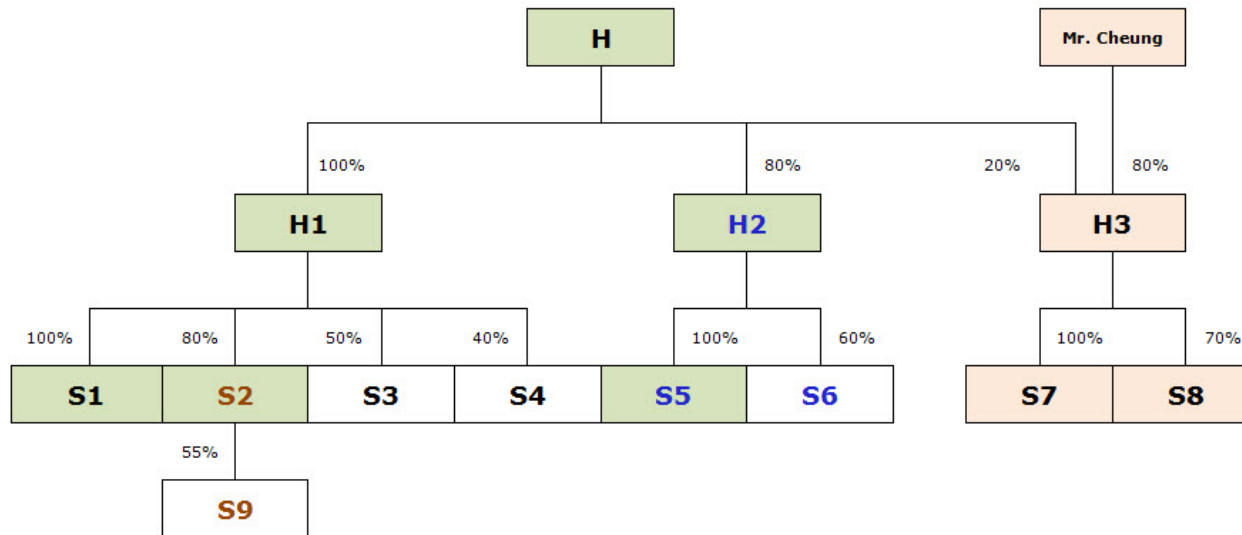 H
Mr. Cheung
100%
80%
20%
80%
H1
H2
H3
100%
80%
50%
40%
100%
60%
100%
70%
S1
S2
S3
S4
S5
S6
S7
S8
55%
S9